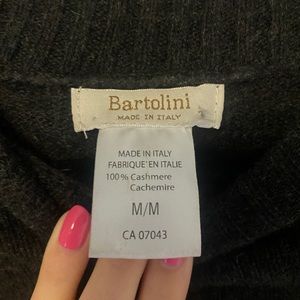 Bartolini
MADE IN ITALY
MADE IN ITALY
FABRIQUE' EN ITALIE
100% Cashmere
Cachemire
M/M
CA 07043